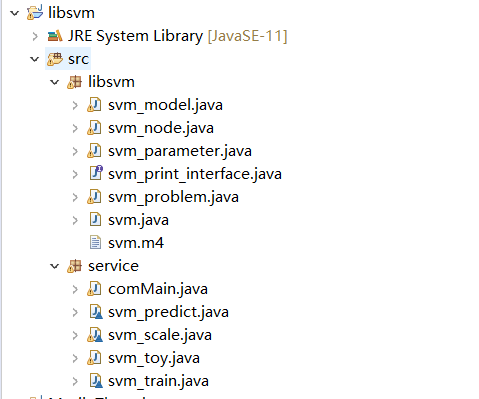 libsvm
JRE System Library [JavaSE-11]
src
libsvm
svm_model.java
svm_node.java
svm_parameter.java
svm_print_interface.java
svm_problem.java
svm.java
svm.m4
service
comMain.java
svm_predict.java
svm_scale.java
svm_toy.java
svm_train.java